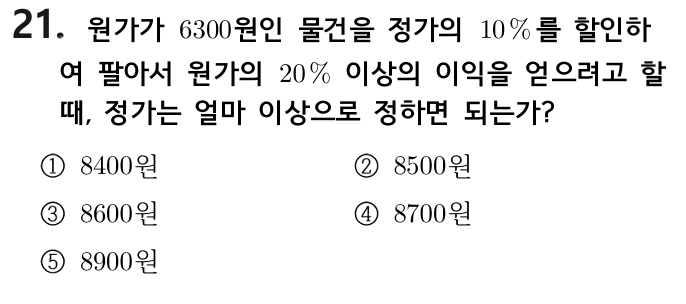 21. 원가가 6300원인 물건을 정가의 10%를 할인하
여 팔아서 원가의 20% 이상의 이익을 얻으려고 할
때, 정가는 얼마 이상으로 정하면 되는가?
① 8400원 ② 8500원
③ 8600원 ④ 8700원
⑤ 8900원